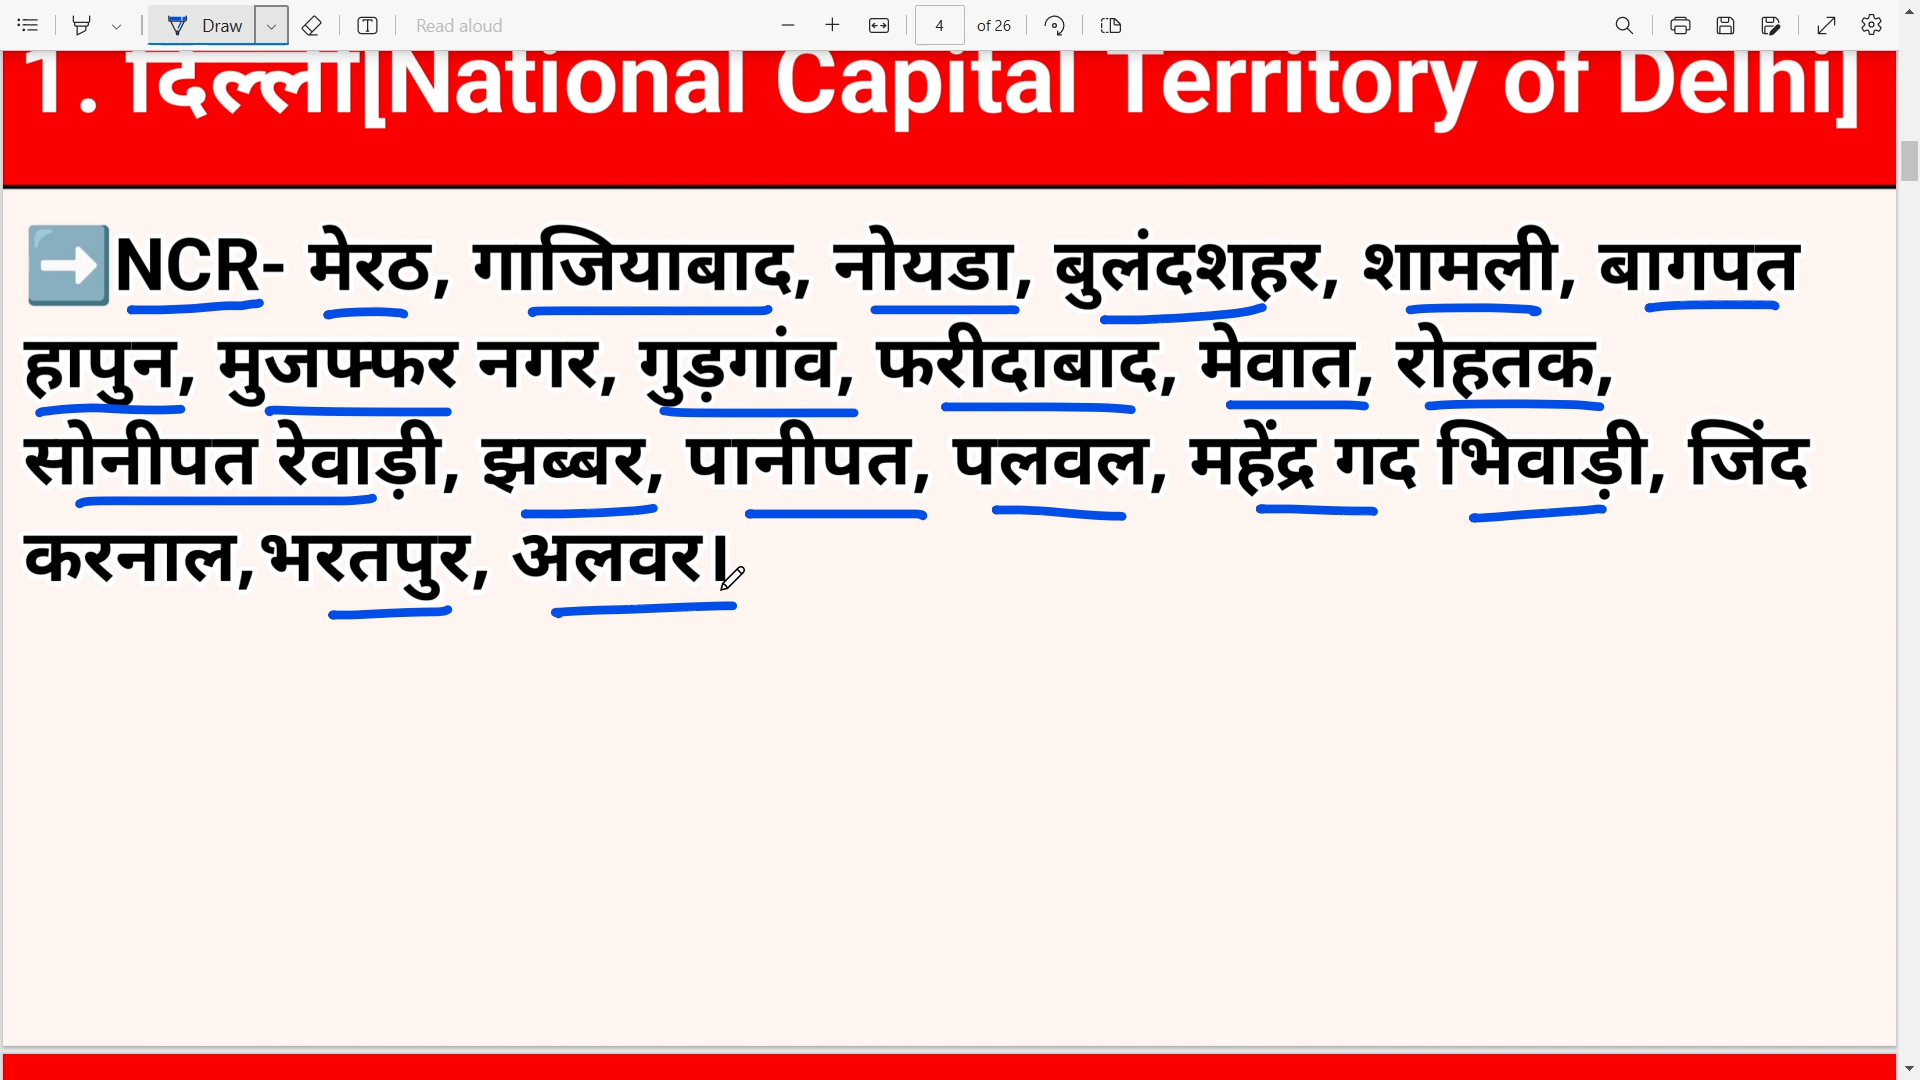 Draw
Read aloud
4 of 26
1. दिल्ली[National Capital Territory of Delhi]
➡️NCR- मेरठ, गाजियाबाद, नोयडा, बुलंदशहर, शामली, बागपत
हापुन, मुजफ्फर नगर, गुड़गांव, फरीदाबाद, मेवात, रोहतक,
सोनीपत रेवाड़ी, झब्बर, पानीपत, पलवल, महेंद्र गद भिवाड़ी, जिंद
करनाल,भरतपुर, अलवर।